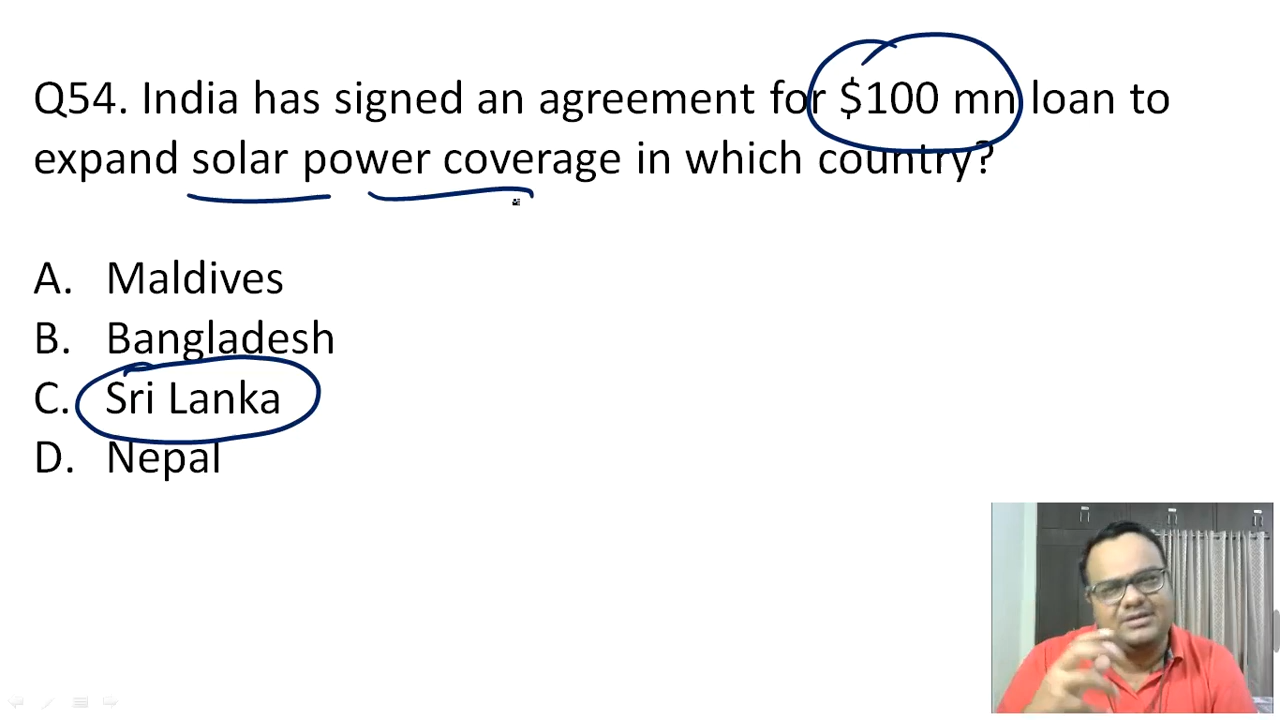 Q54. India has signed an agreement for $100 mn loan to
expand solar power coverage in which country?
A. Maldives
B. Bangladesh
C. Sri Lanka
D. Nepal